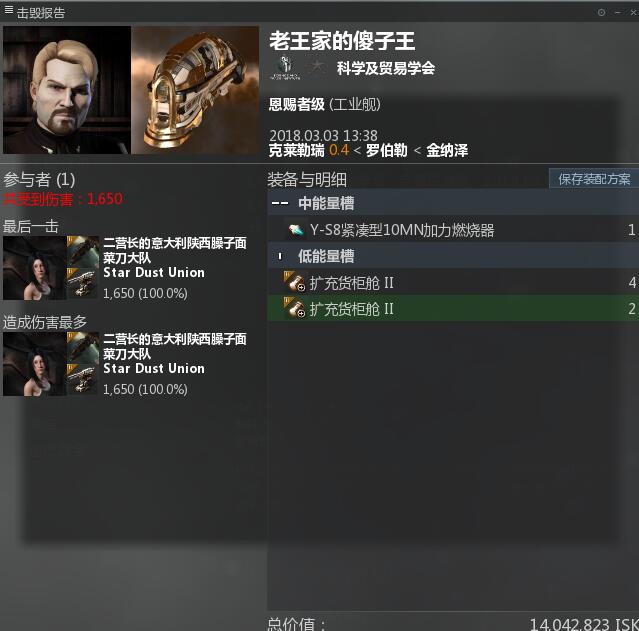 击毁报告
老王家的傻子王
科学及贸易学会
恩赐者级 (工业舰)
2018.03.03 13:38
克莱勒瑞 0.4 < 罗伯勒 < 金纳泽
参与者 (1)
共受到伤害：1,650
最后一击
二营长的意大利陕西臊子面
菜刀大队
Star Dust Union
1,650 (100.0%)
造成伤害最多
二营长的意大利陕西臊子面
菜刀大队
Star Dust Union
1,650 (100.0%)
装备与明细
保存装配方案
中能量槽
Y-S8紧凑型10MN加力燃烧器 1
低能量槽
扩充货柜舱 II 4
扩充货柜舱 II 2
总价值： 14,042,823 ISK